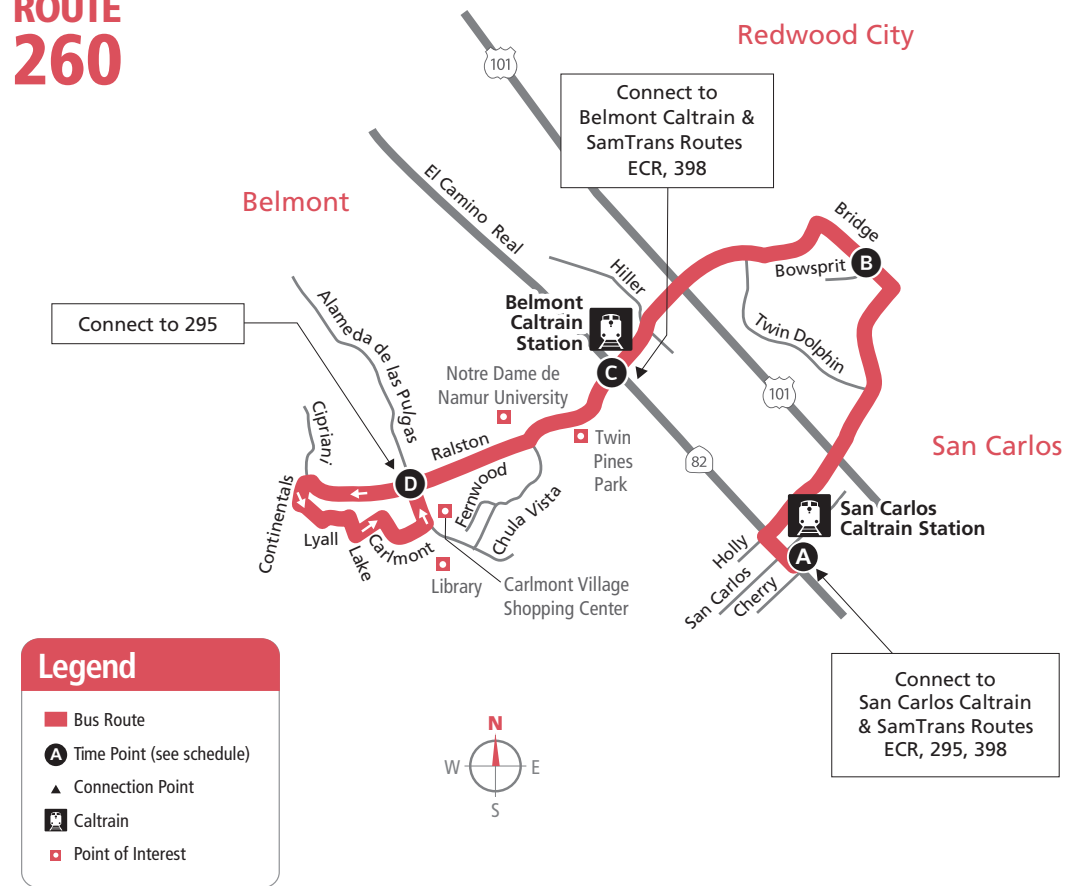 ROUTE
260
Redwood City
101
Connect to
Belmont Caltrain &
SamTrans Routes
ECR, 398
El Camino Real
Belmont
Bridge
B
Bowsprit
Hiller
Belmont
Caltrain
Station
Twin Dolphin
Connect to 295
Alameda de las Pulgas
C
Notre Dame de
Namur University
101
Cipriani
Ralston
Twin
Pines
Park
San Carlos
82
D
Continentals
Fernwood
Chula Vista
San Carlos
Caltrain Station
Lyall
Lake
Carlmont
Holly
A
San Carlos
Cherry
Library
Carlmont Village
Shopping Center
Connect to
San Carlos Caltrain
& SamTrans Routes
ECR, 295, 398
Legend
Bus Route
A Time Point (see schedule)
Connection Point
Caltrain
Point of Interest
N
W
E
S